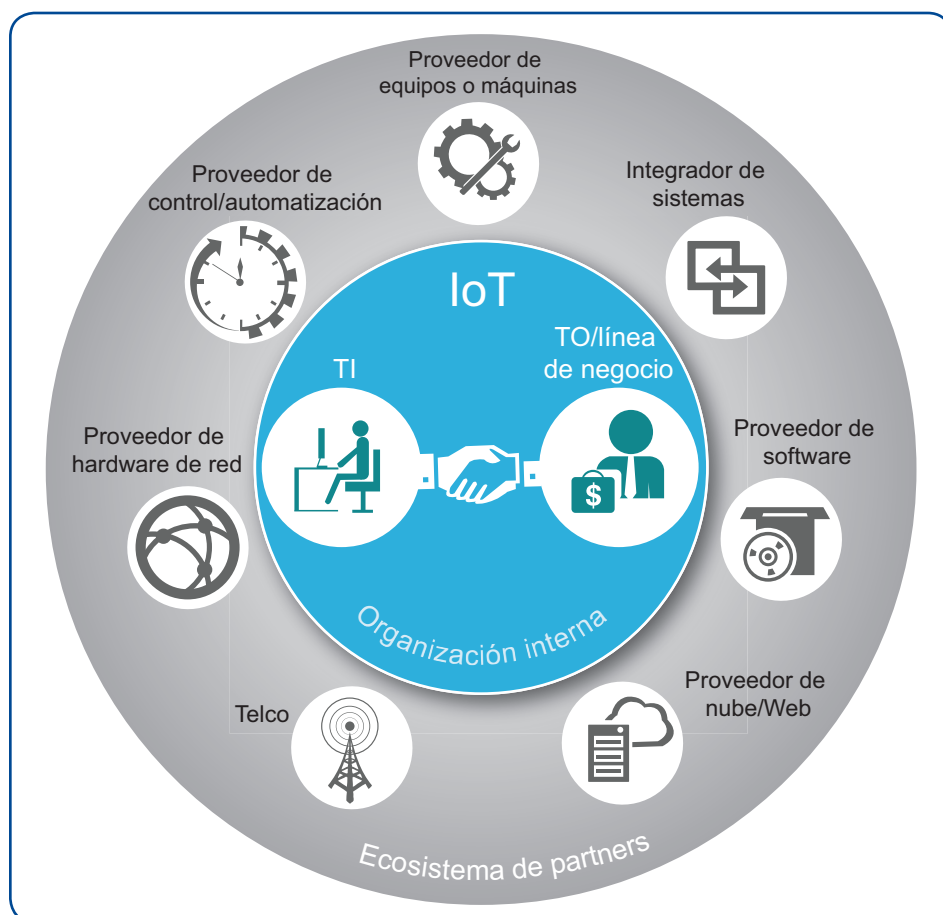 Proveedor de
equipos o máquinas
Proveedor de
control/automatización
Integrador de
sistemas
IoT
TI
TO/línea
de negocio
$
Proveedor de
hardware de red
Proveedor de
software
Organización interna
Telco
Proveedor de
nube/Web
Ecosistema de partners